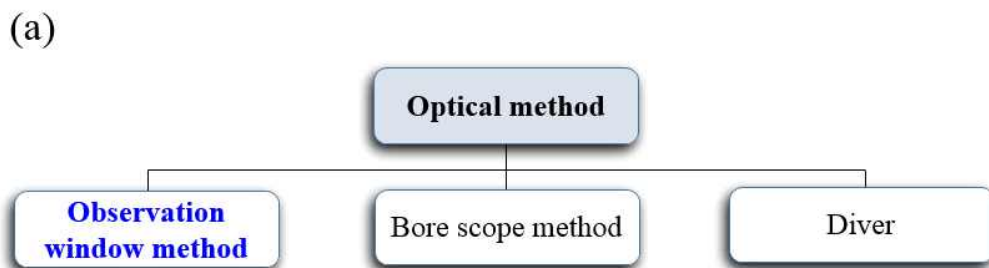 (a)
Optical method
Observation
window method
Bore scope method
Diver